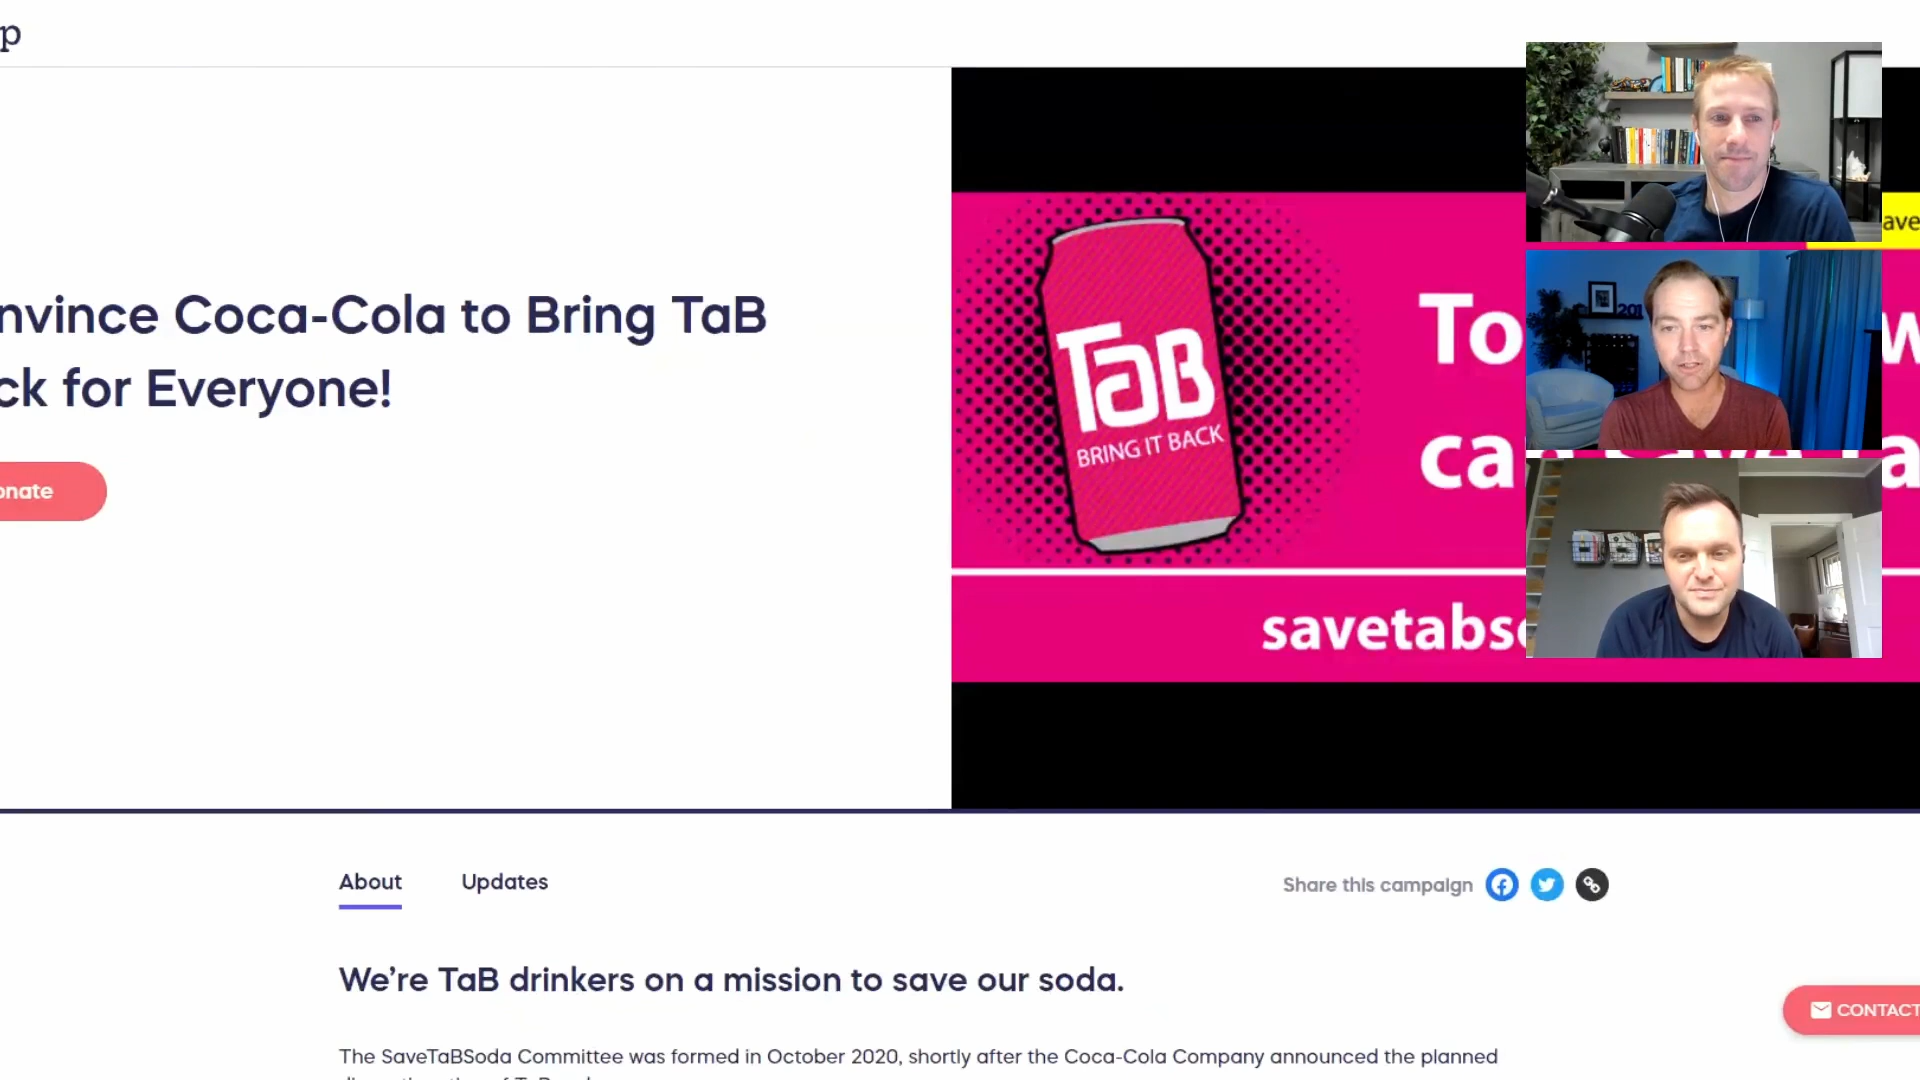 p
nvince Coca-Cola to Bring TaB
ck for Everyone!
onate
TaB
BRING IT BACK
To
ca
savetabs
ave
About
Updates
Share this campaign
We're TaB drinkers on a mission to save our soda.
CONTACT
The SaveTaBSoda Committee was formed in October 2020, shortly after the Coca-Cola Company announced the planned